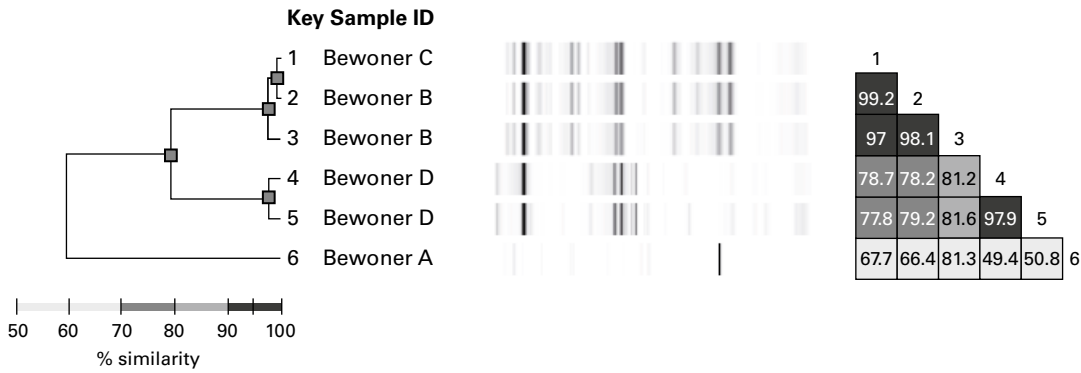 Key Sample ID
1 Bewoner C
2 Bewoner B
3 Bewoner B
4 Bewoner D
5 Bewoner D
6 Bewoner A
1
99.2 2
97 98.1 3
78.7 78.2 81.2 4
77.8 79.2 81.6 97.9 5
67.7 66.4 81.3 49.4 50.8 6
50 60 70 80 90 100
% similarity